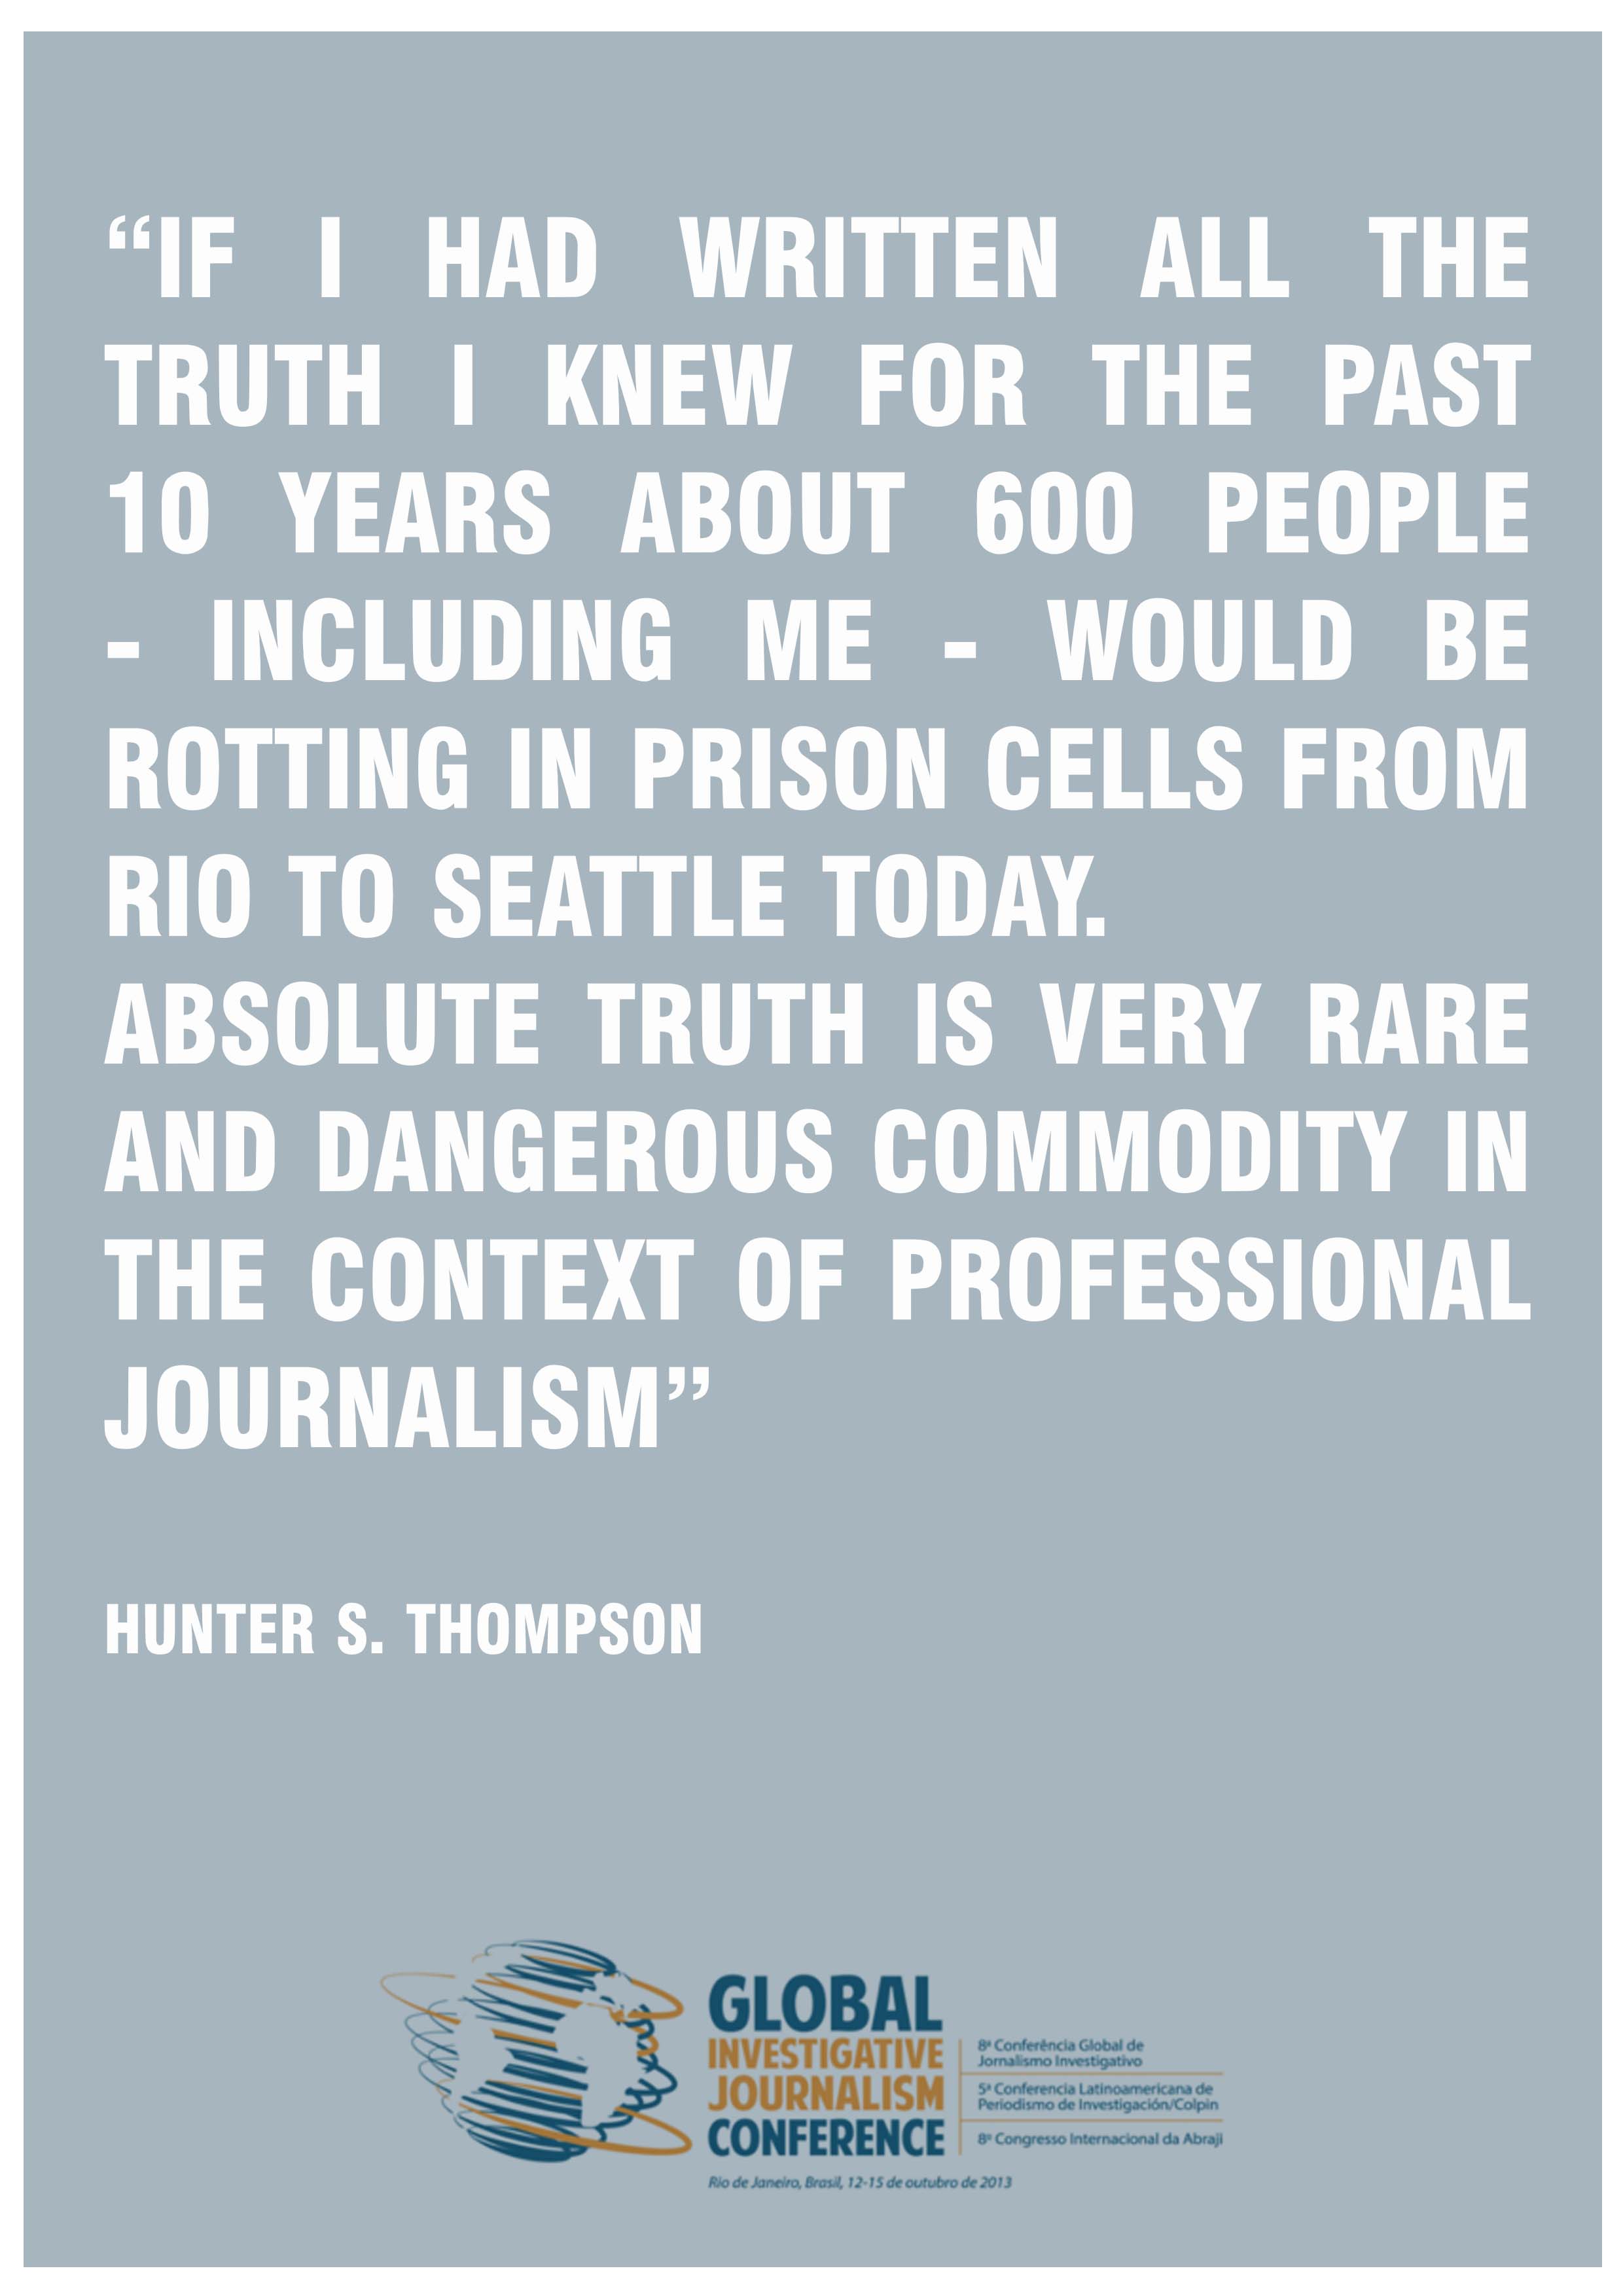 “IF I HAD WRITTEN ALL THE
TRUTH I KNEW FOR THE PAST
10 YEARS ABOUT 600 PEOPLE
- INCLUDING ME - WOULD BE
ROTTING IN PRISON CELLS FROM
RIO TO SEATTLE TODAY.
ABSOLUTE TRUTH IS VERY RARE
AND DANGEROUS COMMODITY IN
THE CONTEXT OF PROFESSIONAL
JOURNALISM”
HUNTER S. THOMPSON
GLOBAL
INVESTIGATIVE
JOURNALISM
CONFERENCE
8ª Conferência Global de
Jornalismo Investigativo
5ª Conferencia Latinoamericana de
Periodismo de Investigación/Colpin
8º Congresso Internacional da Abraji
Rio de Janeiro, Brasil, 12-15 de outubro de 2013